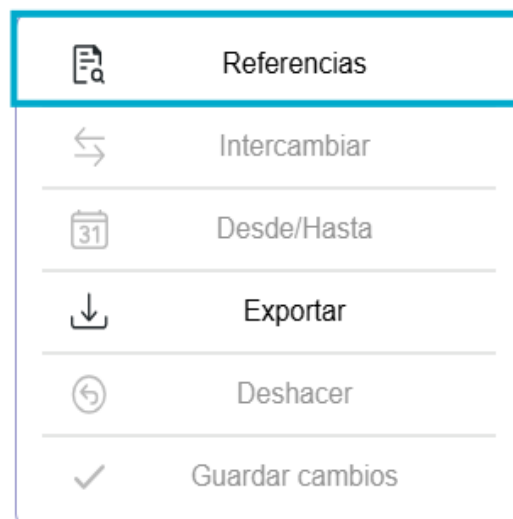 Referencias
Intercambiar
31
Desde/Hasta
Exportar
Deshacer
Guardar cambios